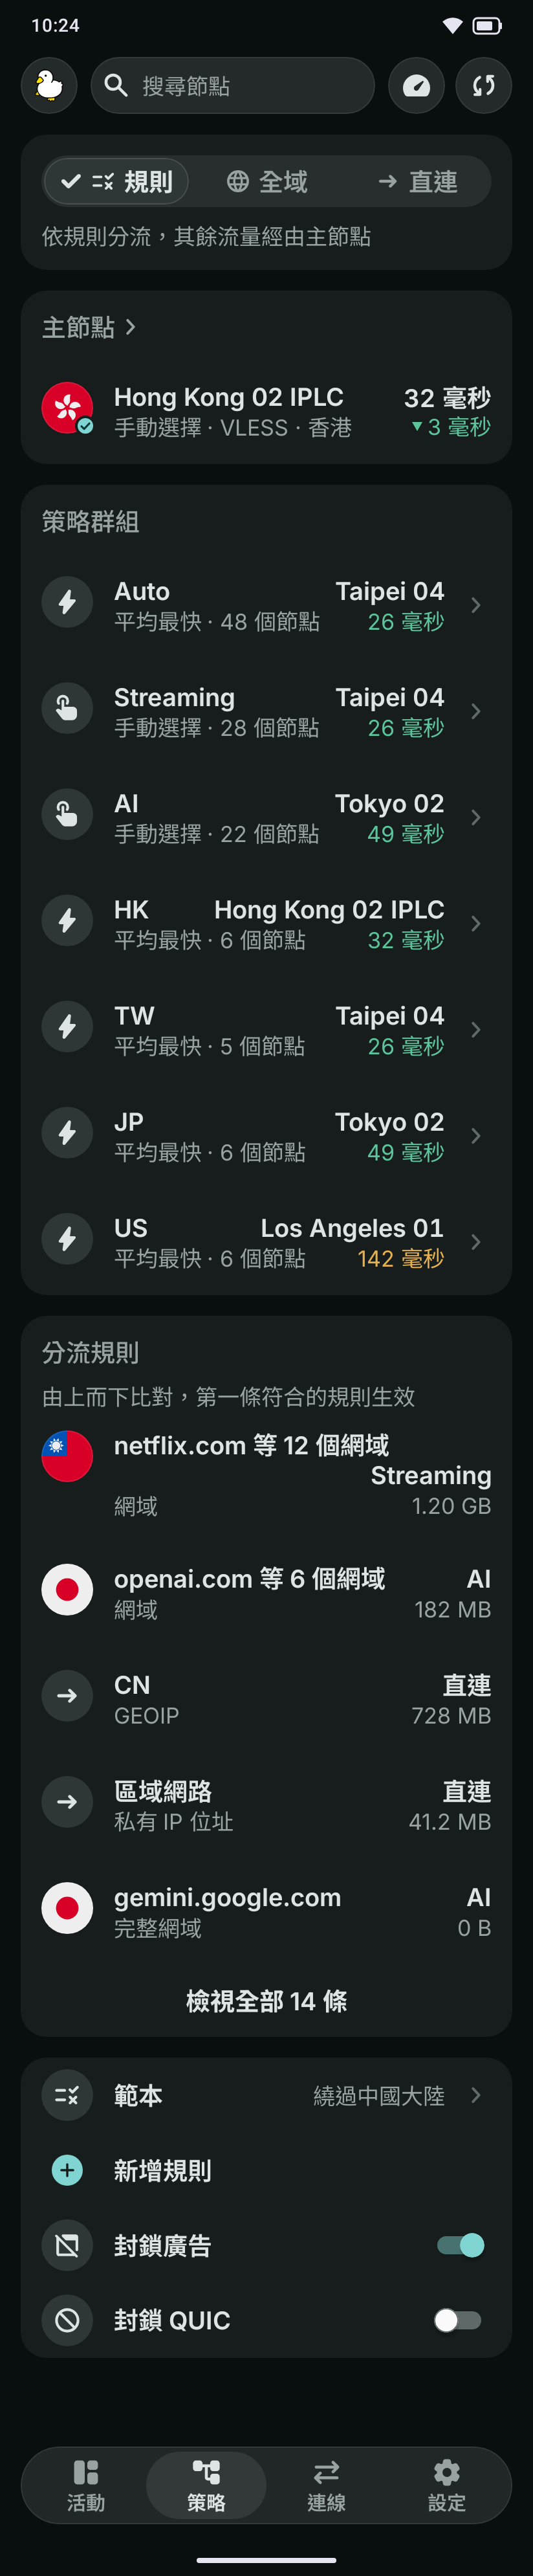 10:24
搜尋節點
規則 全域 直連
依規則分流，其餘流量經由主節點
主節點
Hong Kong 02 IPLC 32 毫秒
手動選擇 · VLESS · 香港 ▼3 毫秒
策略群組
Auto Taipei 04
平均最快 · 48 個節點 26 毫秒
Streaming Taipei 04
手動選擇 · 28 個節點 26 毫秒
AI Tokyo 02
手動選擇 · 22 個節點 49 毫秒
HK Hong Kong 02 IPLC
平均最快 · 6 個節點 32 毫秒
TW Taipei 04
平均最快 · 5 個節點 26 毫秒
JP Tokyo 02
平均最快 · 6 個節點 49 毫秒
US Los Angeles 01
平均最快 · 6 個節點 142 毫秒
分流規則
由上而下比對，第一條符合的規則生效
netflix.com 等 12 個網域
Streaming
網域 1.20 GB
openai.com 等 6 個網域 AI
網域 182 MB
CN 直連
GEOIP 728 MB
區域網路 直連
私有 IP 位址 41.2 MB
gemini.google.com AI
完整網域 0 B
檢視全部 14 條
範本 繞過中國大陸
新增規則
封鎖廣告
封鎖 QUIC
活動 策略 連線 設定